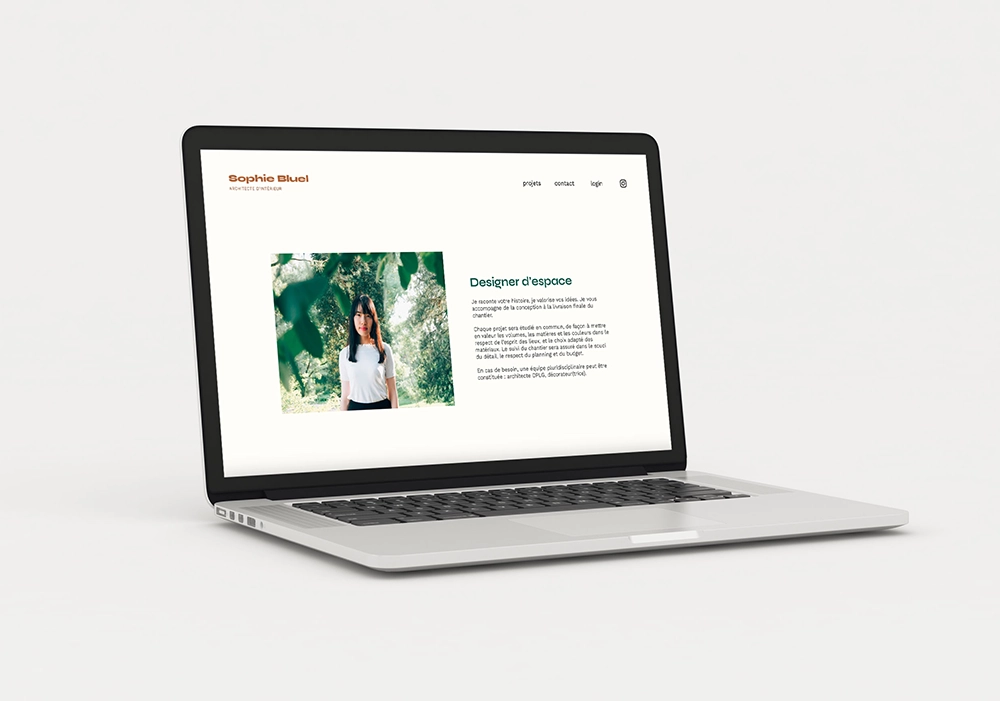 Sophie Bluel
ARCHITECTE D'INTÉRIEUR
projets contact login
Designer d'espace
Je raconte votre histoire, je valorise vos idées. Je vous
accompagne de la conception à la livraison finale du
chantier.
Chaque projet sera étudié en commun, de façon à mettre
en valeur les volumes, les matières et les couleurs dans le
respect de l'esprit des lieux, et le choix adapté des
matériaux. Le suivi du chantier sera assuré dans le souci
du détail, le respect du planning et du budget.
En cas de besoin, une équipe pluridisciplinaire peut être
constituée : architecte DPLG, décorateur(trice).